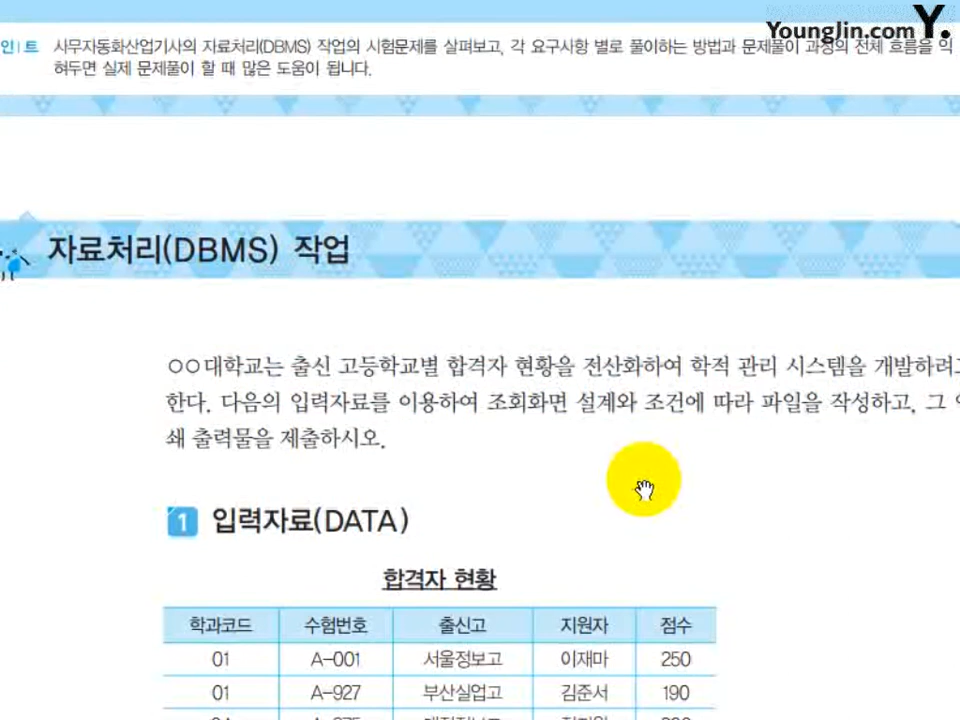 YoungJin.com Y.
인트 사무자동화산업기사의 자료처리(DBMS) 작업의 시험문제를 살펴보고, 각 요구사항 별로 풀이하는 방법과 문제풀이 과정의 전체 흐름을 익
혀두면 실제 문제풀이 할 때 많은 도움이 됩니다.
자료처리(DBMS) 작업
○○대학교는 출신 고등학교별 합격자 현황을 전산화하여 학적 관리 시스템을 개발하려고
한다. 다음의 입력자료를 이용하여 조회화면 설계와 조건에 따라 파일을 작성하고, 그
쇄 출력물을 제출하시오.
1 입력자료(DATA)
합격자 현황
학과코드 수험번호 출신고 지원자 점수
01 A-001 서울정보고 이재마 250
01 A-927 부산실업고 김준서 190